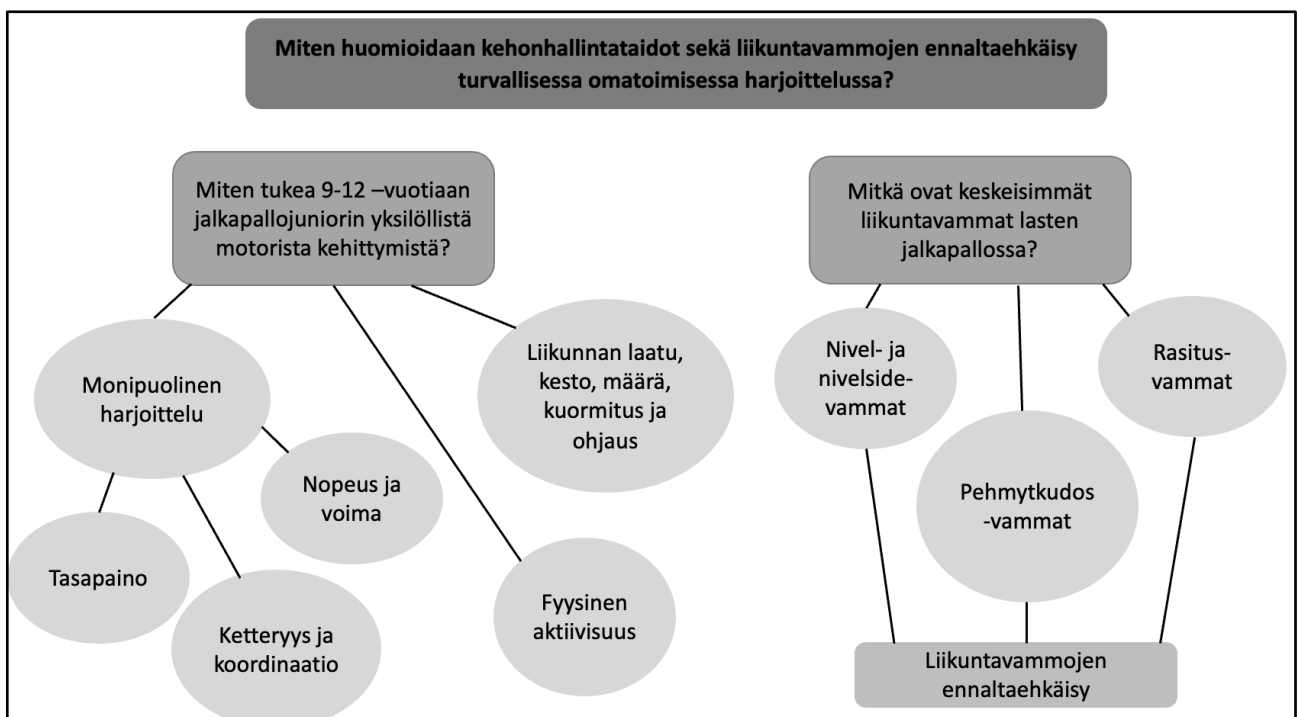 Miten huomioidaan kehonhallintataidot sekä liikuntavammojen ennaltaehkäisy
turvallisessa omatoimisessa harjoittelussa?
Miten tukea 9-12 –vuotiaan
jalkapallojuniorin yksilöllistä
motorista kehittymistä?
Mitkä ovat keskeisimmät
liikuntavammat lasten
jalkapallossa?
Monipuolinen
harjoittelu
Liikunnan laatu,
kesto, määrä,
kuormitus ja
ohjaus
Nopeus ja
voima
Tasapaino
Ketteryys ja
koordinaatio
Fyysinen
aktiivisuus
Nivel- ja
nivelside-
vammat
Rasitus-
vammat
Pehmytkudos
-vammat
Liikuntavammojen
ennaltaehkäisy